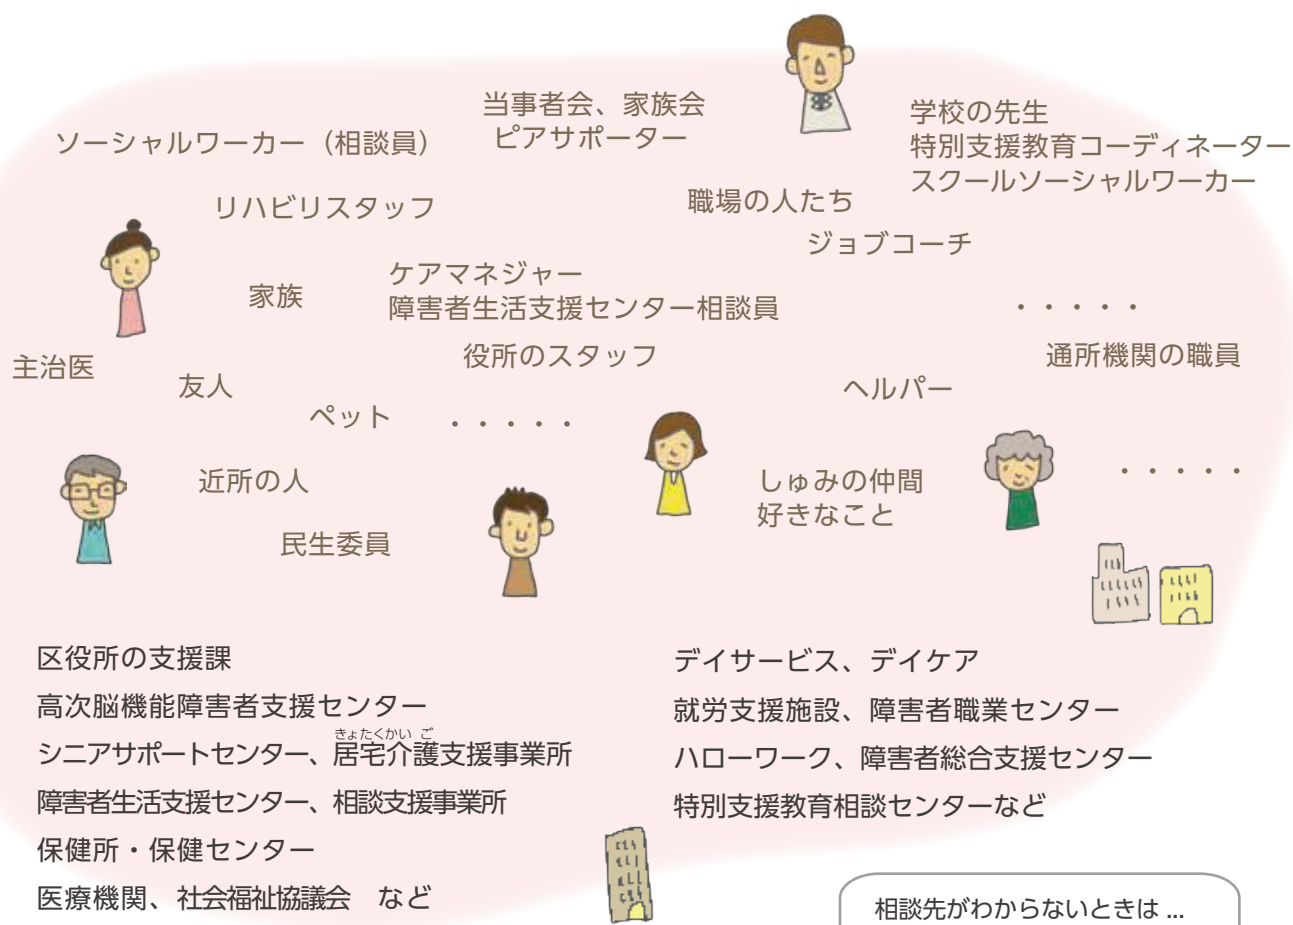 当事者会、家族会
ピアサポーター
ソーシャルワーカー（相談員）
学校の先生
特別支援教育コーディネーター
スクールソーシャルワーカー
リハビリスタッフ
職場の人たち
ジョブコーチ
家族
ケアマネジャー
障害者生活支援センター相談員
・・・・・
主治医
役所のスタッフ
通所機関の職員
友人
ヘルパー
ペット
・・・・・
近所の人
しゅみの仲間
好きなこと
・・・・・
民生委員
区役所の支援課
高次脳機能障害者支援センター
きょたくかい ご
シニアサポートセンター、居宅介護支援事業所
障害者生活支援センター、相談支援事業所
保健所・保健センター
医療機関、社会福祉協議会　など
デイサービス、デイケア
就労支援施設、障害者職業センター
ハローワーク、障害者総合支援センター
特別支援教育相談センターなど
相談先がわからないときは ...